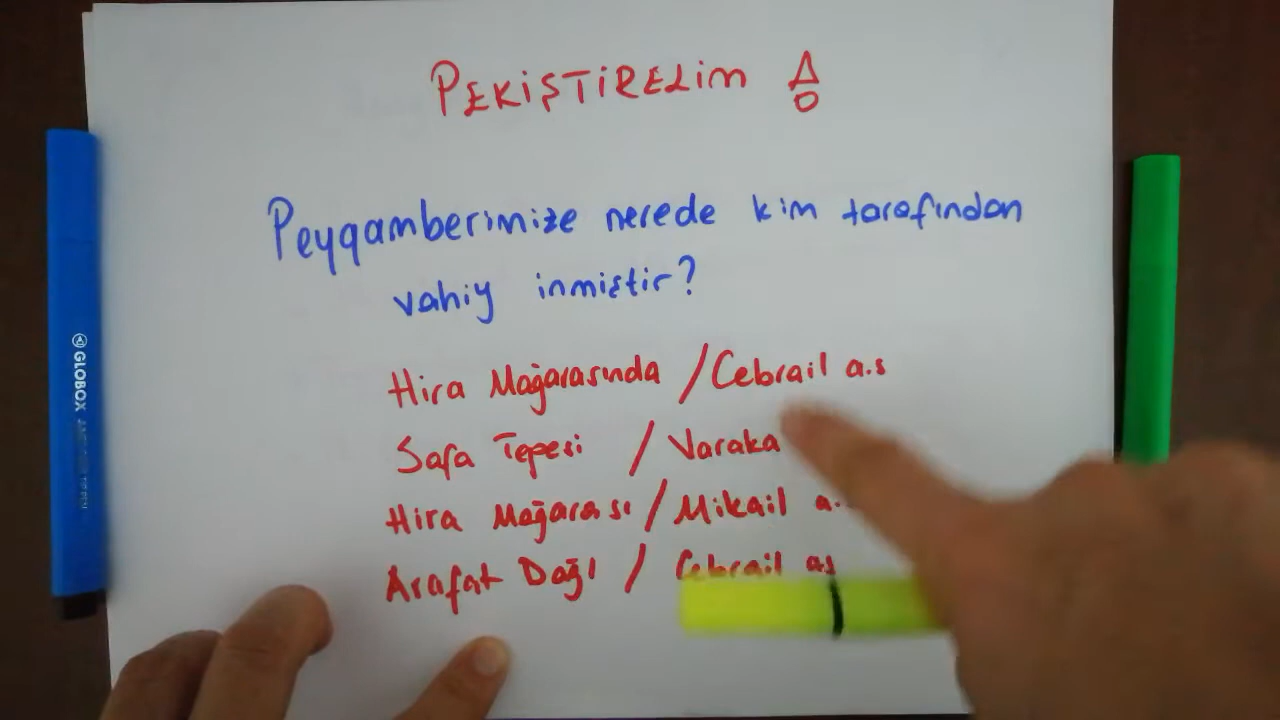 PEKİŞTİRELİM
Peygamberimize nerede kim tarafından
vahiy inmiştir?
Hira Mağarasında / Cebrail a.s
Safa Tepesi / Varaka
Hira Mağarası / Mikail a.
Arafat Dağı / Cebrail as
GLOBOX